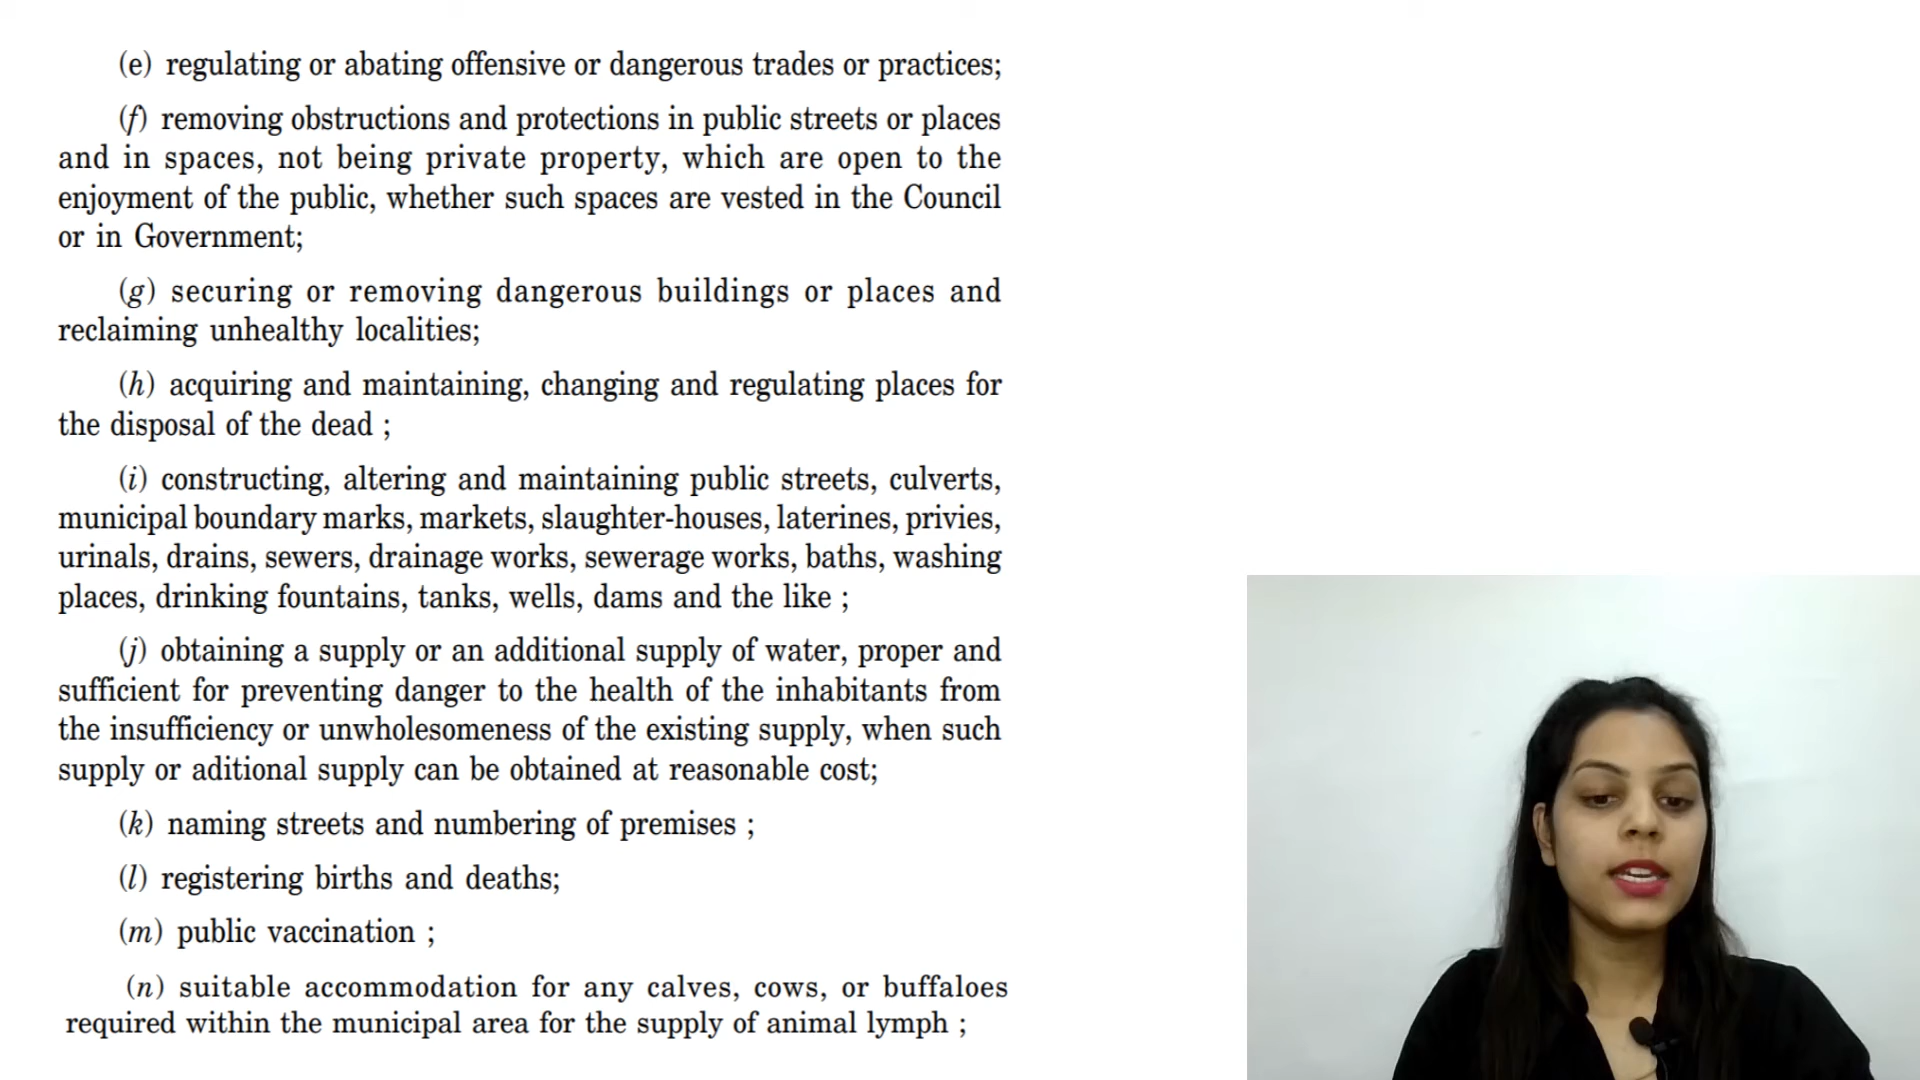 (e) regulating or abating offensive or dangerous trades or practices;
(f) removing obstructions and protections in public streets or places
and in spaces, not being private property, which are open to the
enjoyment of the public, whether such spaces are vested in the Council
or in Government;
(g) securing or removing dangerous buildings or places and
reclaiming unhealthy localities;
(h) acquiring and maintaining, changing and regulating places for
the disposal of the dead ;
(i) constructing, altering and maintaining public streets, culverts,
municipal boundary marks, markets, slaughter-houses, laterines, privies,
urinals, drains, sewers, drainage works, sewerage works, baths, washing
places, drinking fountains, tanks, wells, dams and the like ;
(j) obtaining a supply or an additional supply of water, proper and
sufficient for preventing danger to the health of the inhabitants from
the insufficiency or unwholesomeness of the existing supply, when such
supply or aditional supply can be obtained at reasonable cost;
(k) naming streets and numbering of premises ;
(l) registering births and deaths;
(m) public vaccination ;
(n) suitable accommodation for any calves, cows, or buffaloes
required within the municipal area for the supply of animal lymph ;